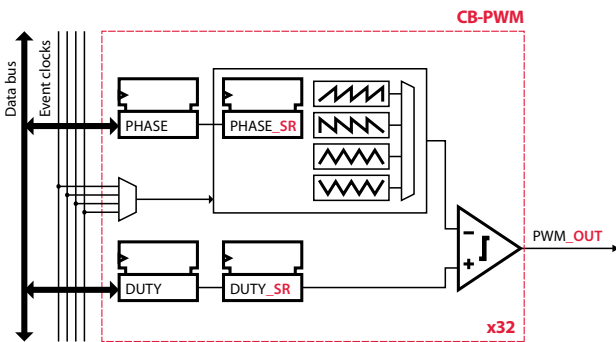 CB-PWM
Data bus
Event clocks
PHASE
PHASE_SR
PWM_OUT
DUTY
DUTY_SR
x32